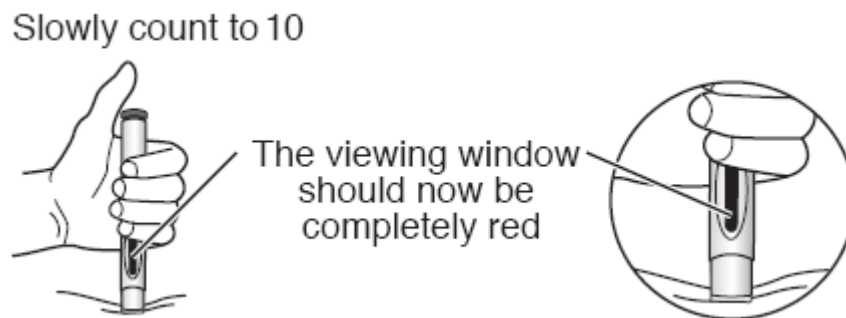 Slowly count to 10
The viewing window
should now be
completely red